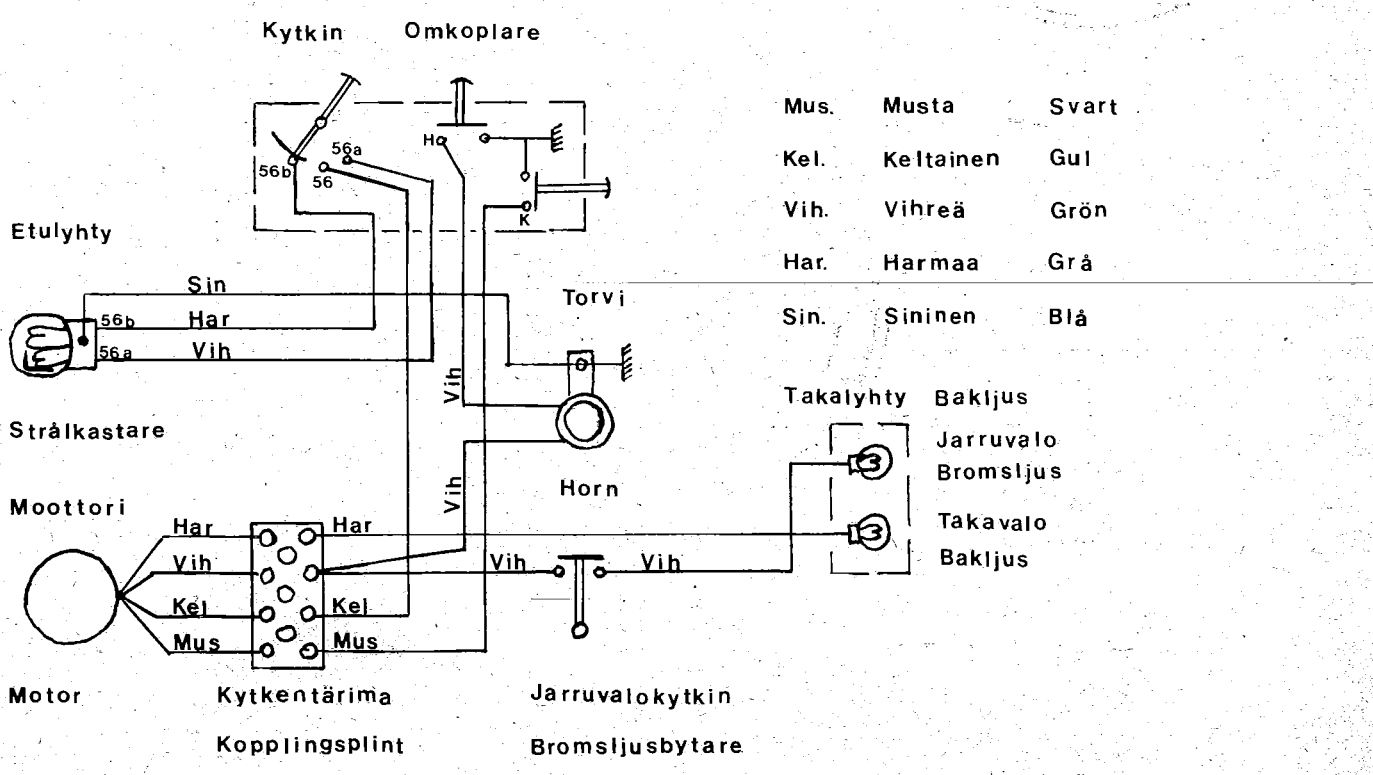 Kytkin Omkoplare
Mus. Musta Svart
Kel. Keltainen Gul
Vih. Vihreä Grön
Har. Harmaa Grå
Sin. Sininen Blå
H
56a
56b
56
K
Etulyhty
Sin
56b
Har
56a
Vih
Strålkastare
Torvi
Vih
Vih
Horn
Takalyhty Bakljus
Jarruvalo
Bromsljus
Takavalo
Bakljus
Moottori
Har Har
Vih Vih Vih
Kel Kel
Mus Mus
Motor
Kytkentärima
Kopplingsplint
Jarruvalokytkin
Bromsljusbytare